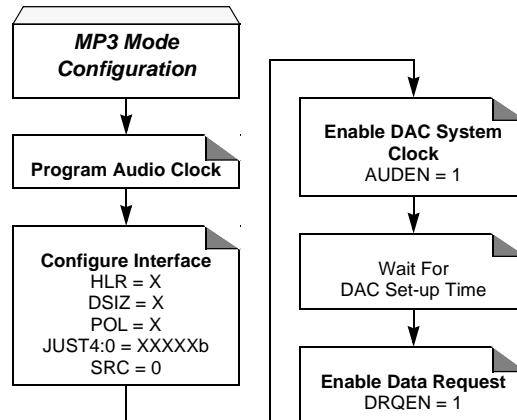 MP3 Mode
Configuration
Program Audio Clock
Configure Interface
HLR = X
DSIZ = X
POL = X
JUST4:0 = XXXXXb
SRC = 0
Enable DAC System
Clock
AUDEN = 1
Wait For
DAC Set-up Time
Enable Data Request
DRQEN = 1